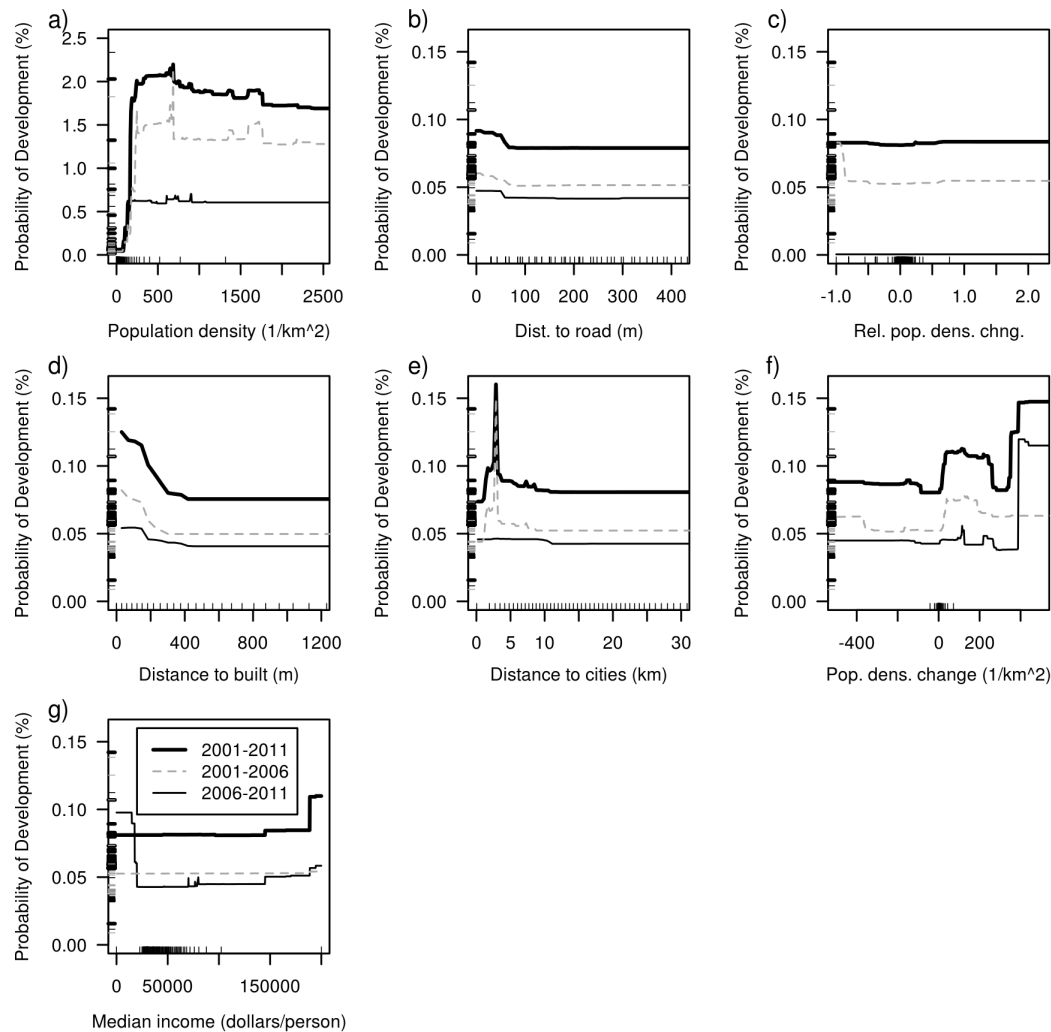 a)
Probability of Development (%)
2.5
2.0
1.5
1.0
0.5
0.0
0
500
1500
2500
Population density (1/km^2)
b)
Probability of Development (%)
0.15
0.10
0.05
0.00
0
100
200
300
400
Dist. to road (m)
c)
Probability of Development (%)
0.15
0.10
0.05
0.00
-1.0
0.0
1.0
2.0
Rel. pop. dens. chng.
d)
Probability of Development (%)
0.15
0.10
0.05
0.00
0
400
800
1200
Distance to built (m)
e)
Probability of Development (%)
0.15
0.10
0.05
0.00
0
5
10
20
30
Distance to cities (km)
f)
Probability of Development (%)
0.15
0.10
0.05
0.00
-400
0
200
Pop. dens. change (1/km^2)
g)
Probability of Development (%)
0.15
0.10
0.05
0.00
2001-2011
2001-2006
2006-2011
0
50000
150000
Median income (dollars/person)